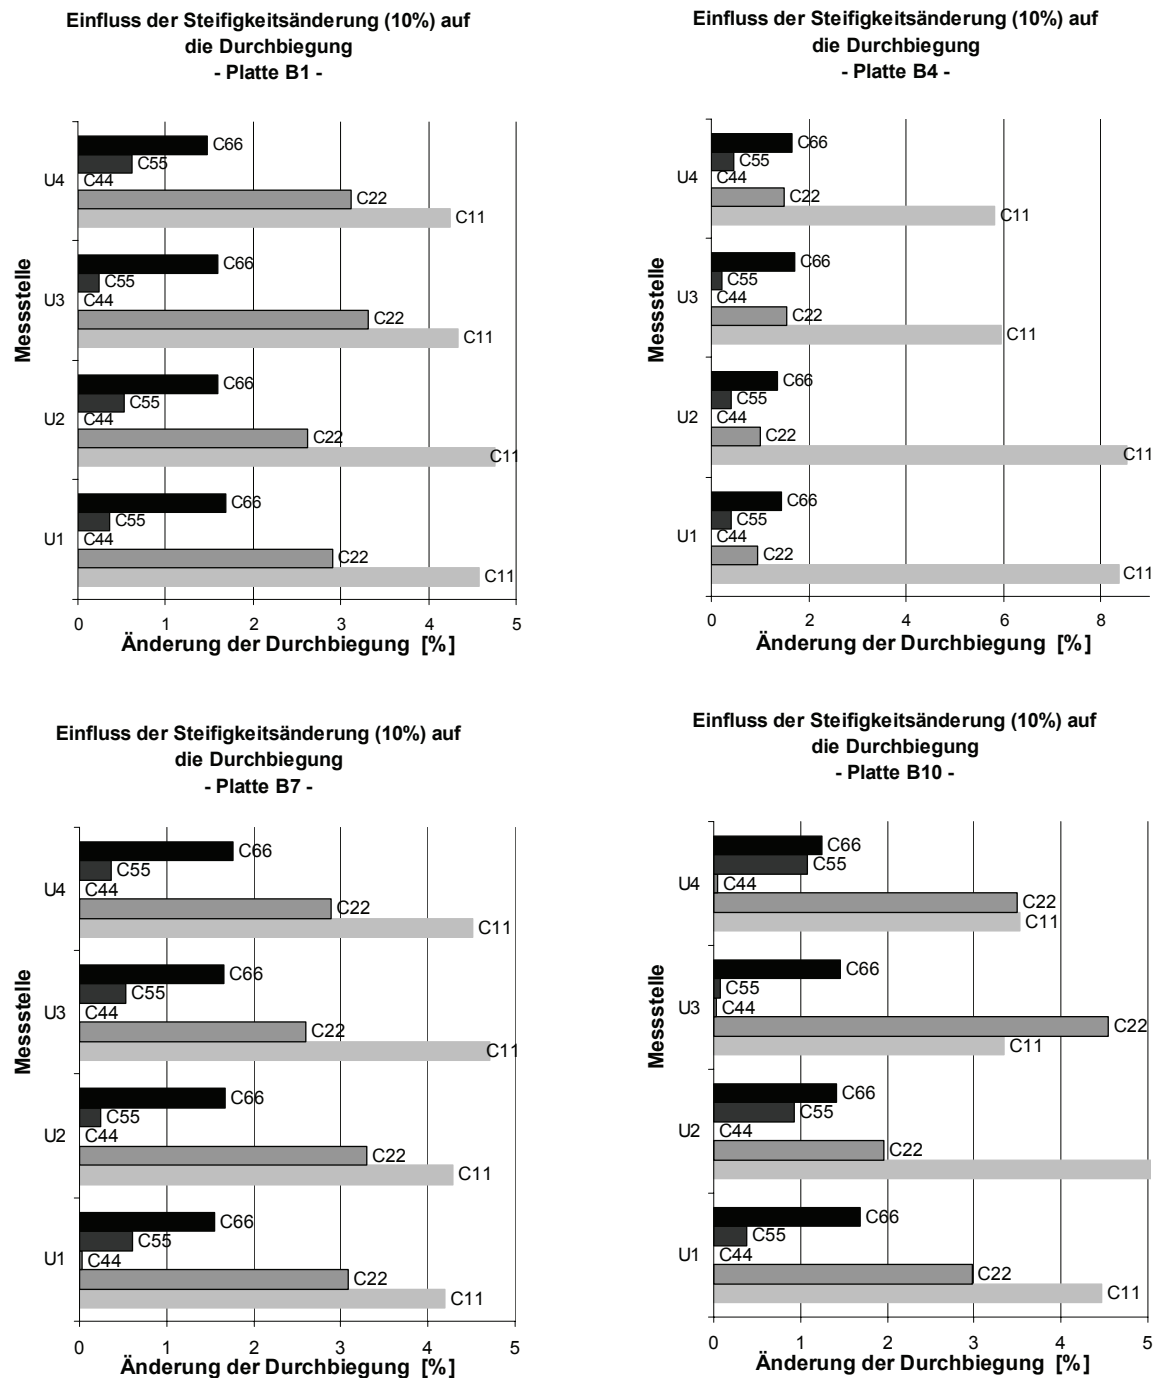 Einfluss der Steifigkeitsänderung (10%) auf
die Durchbiegung
- Platte B1 -
Messstelle
U4
C66
C55
C44
C22
C11
U3
C66
C55
C44
C22
C11
U2
C66
C55
C44
C22
C11
U1
C66
C55
C44
C22
C11
0 1 2 3 4 5
Änderung der Durchbiegung [%]
Einfluss der Steifigkeitsänderung (10%) auf
die Durchbiegung
- Platte B4 -
Messstelle
U4
C66
C55
C44
C22
C11
U3
C66
C55
C44
C22
C11
U2
C66
C55
C44
C22
C11
U1
C66
C55
C44
C22
C11
0 2 4 6 8
Änderung der Durchbiegung [%]
Einfluss der Steifigkeitsänderung (10%) auf
die Durchbiegung
- Platte B7 -
Messstelle
U4
C66
C55
C44
C22
C11
U3
C66
C55
C44
C22
C11
U2
C66
C55
C44
C22
C11
U1
C66
C55
C44
C22
C11
0 1 2 3 4 5
Änderung der Durchbiegung [%]
Einfluss der Steifigkeitsänderung (10%) auf
die Durchbiegung
- Platte B10 -
Messstelle
U4
C66
C55
C44
C22
C11
U3
C66
C55
C44
C22
C11
U2
C66
C55
C44
C22
U1
C66
C55
C44
C22
C11
0 1 2 3 4 5
Änderung der Durchbiegung [%]